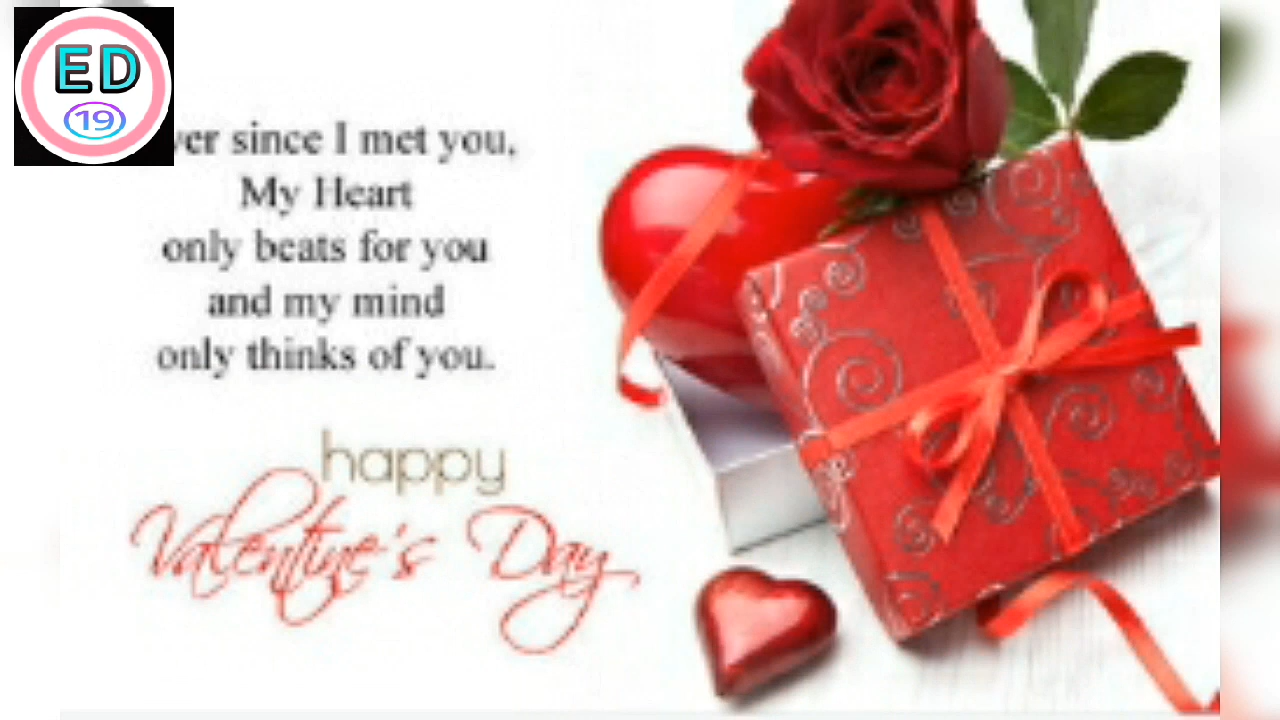 ED
19
ver since I met you,
My Heart
only beats for you
and my mind
only thinks of you.
happy
Valentine's Day